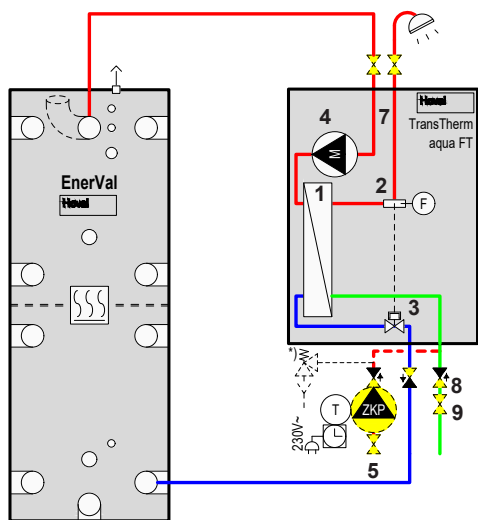 EnerVal
Hoval
Hoval
TransTherm
aqua FT
4
7
M
1
2
F
3
*)
8
T
ZKP
9
230V~
5